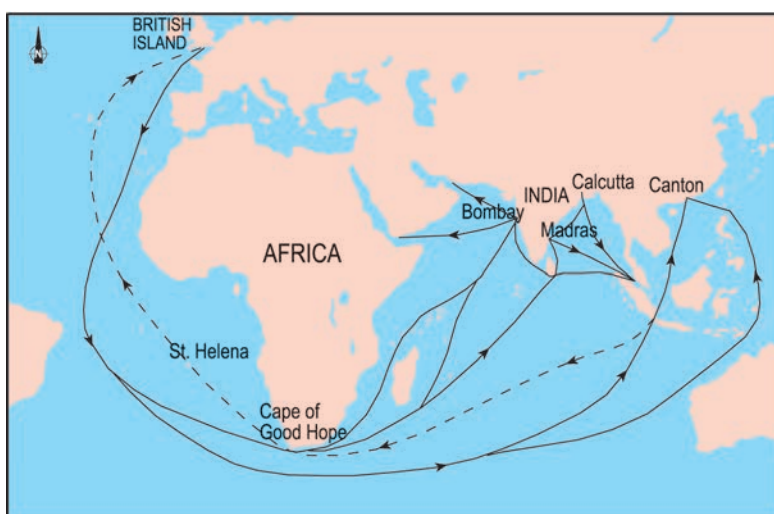 BRITISH
ISLAND
N
Calcutta
INDIA
Canton
Bombay
Madras
AFRICA
St. Helena
Cape of
Good Hope